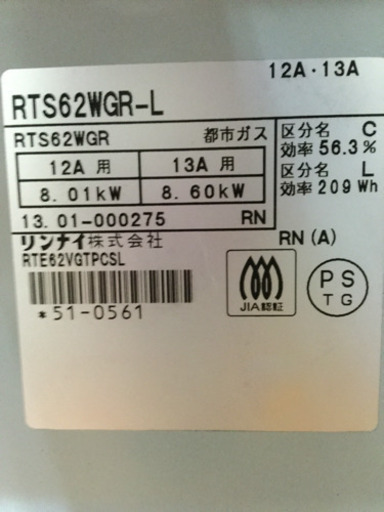 12A・13A
RTS62WGR-L
RTS62WGR 都市ガス
12A 用 13A 用
8.01kW 8.60kW
13.01-000275 RN
区分名 C
効率 56.3%
区分名 L
効率 209 Wh
リンナイ株式会社
RN(A)
RTE62VGTPCSL
*51-0561
JIA認証
PS
TG